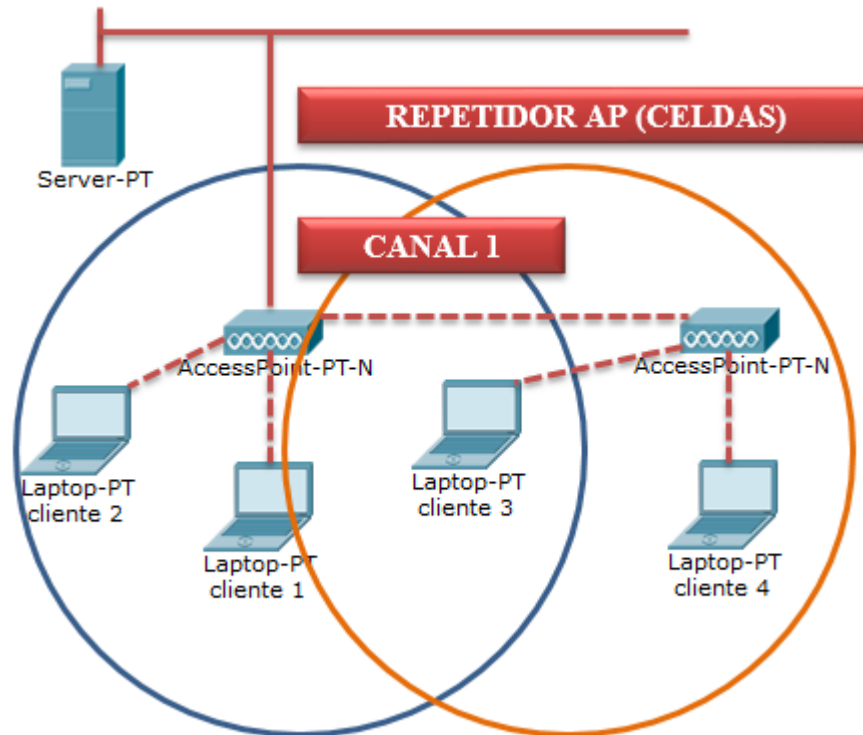 REPETIDOR AP (CELDAS)
Server-PT
CANAL 1
AccessPoint-PT-N
AccessPoint-PT-N
Laptop-PT
cliente 2
Laptop-PT
cliente 1
Laptop-PT
cliente 3
Laptop-PT
cliente 4